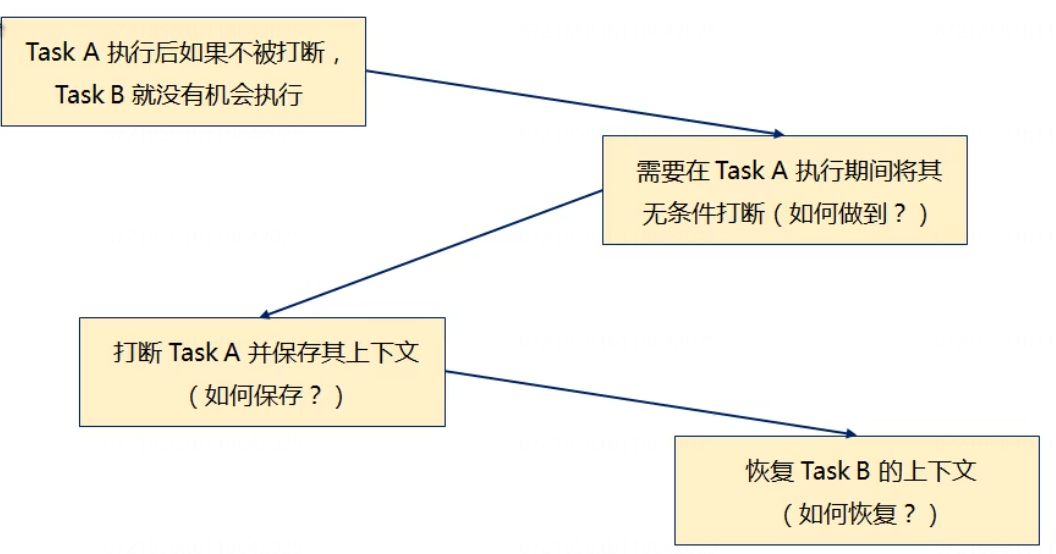 Task A 执行后如果不被打断，
Task B 就没有机会执行
需要在 Task A 执行期间将其
无条件打断（如何做到？）
打断 Task A 并保存其上下文
（如何保存？）
恢复 Task B 的上下文
（如何恢复？）